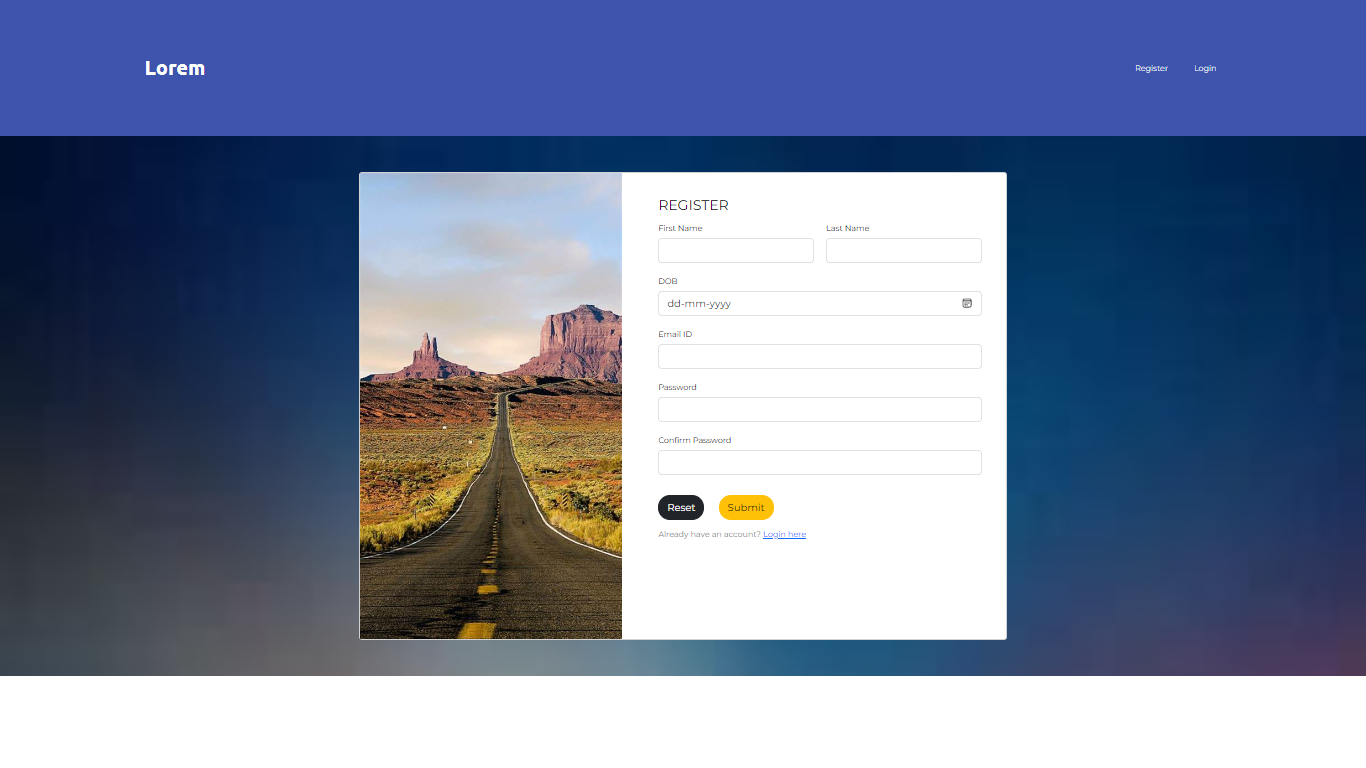 Lorem
Register Login
REGISTER
First Name Last Name
DOB
dd-mm-yyyy
Email ID
Password
Confirm Password
Reset Submit
Already have an account? Login here